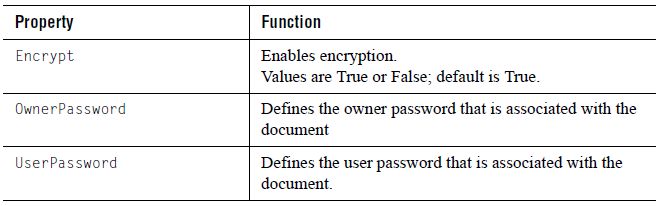 Property Function
Encrypt Enables encryption.
Values are True or False; default is True.
OwnerPassword Defines the owner password that is associated with the
document
UserPassword Defines the user password that is associated with the
document.